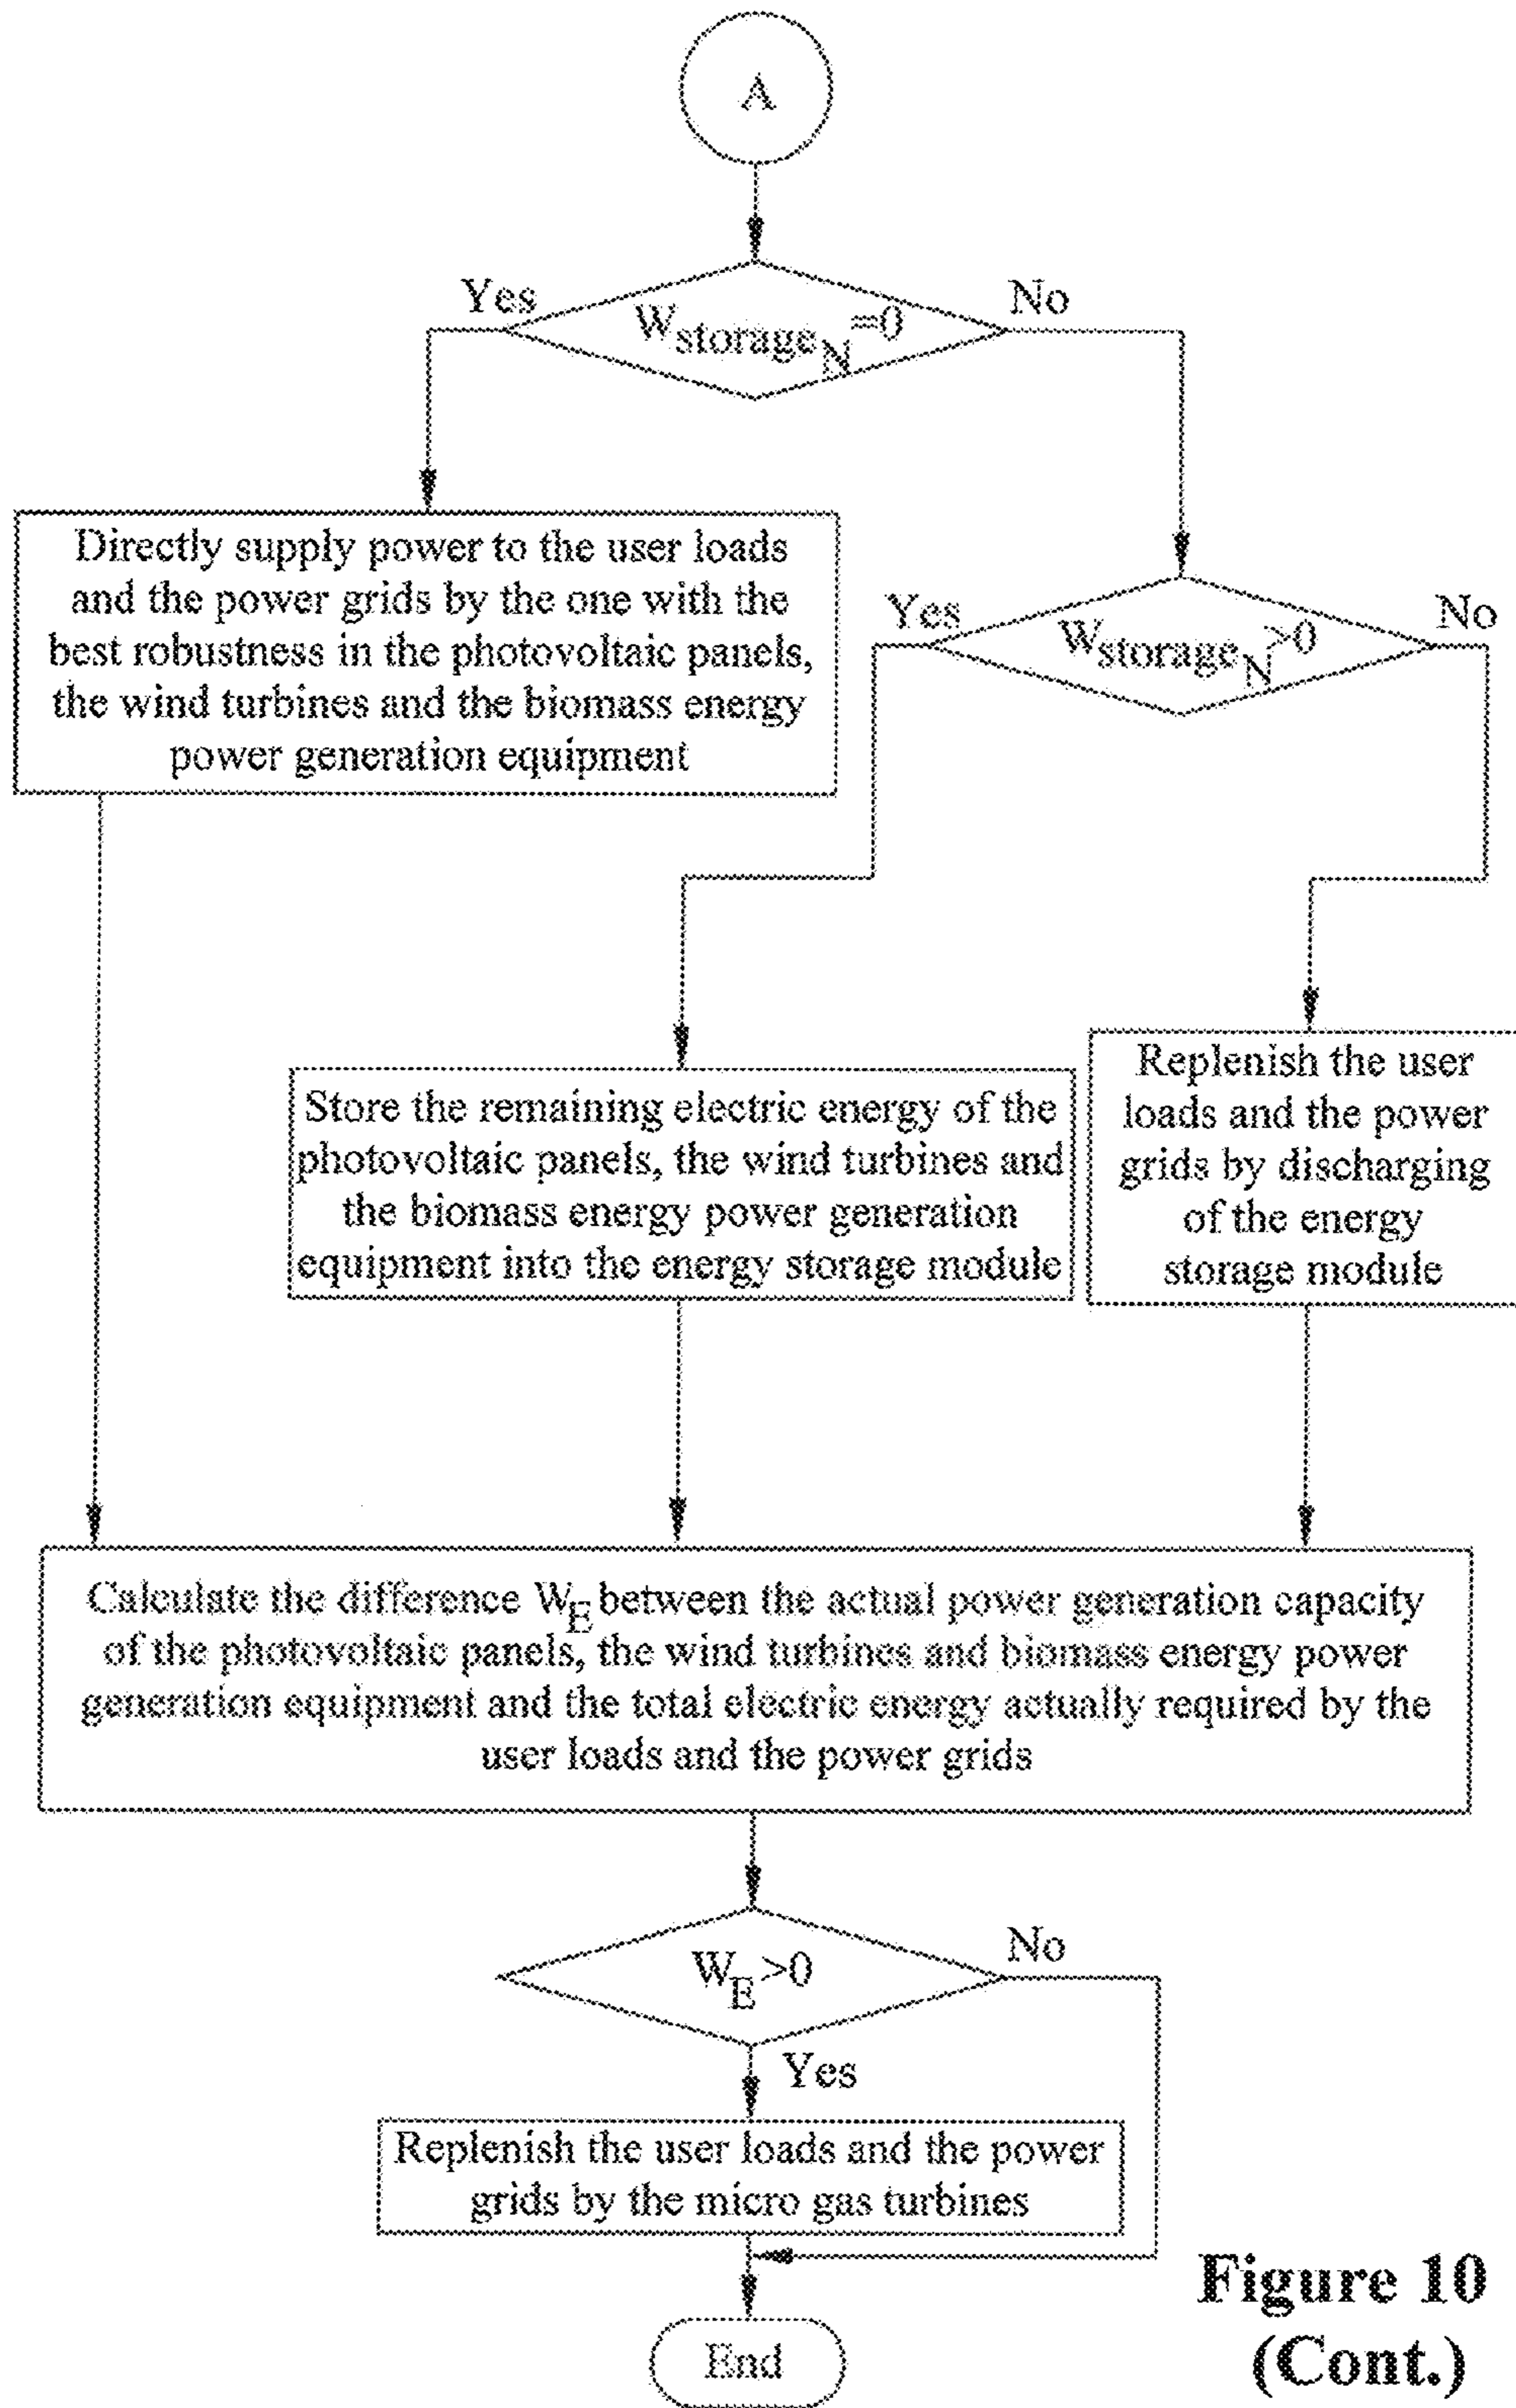 A
Yes
W_storage_N=0
No
Directly supply power to the user loads
and the power grids by the one with the
best robustness in the photovoltaic panels,
the wind turbines and the biomass energy
power generation equipment
Yes
W_storage_N>0
No
Store the remaining electric energy of the
photovoltaic panels, the wind turbines and
the biomass energy power generation
equipment into the energy storage module
Replenish the user
loads and the power
grids by discharging
of the energy
storage module
Calculate the difference W_E between the actual power generation capacity
of the photovoltaic panels, the wind turbines and biomass energy power
generation equipment and the total electric energy actually required by the
user loads and the power grids
W_E>0
No
Yes
Replenish the user loads and the power
grids by the micro gas turbines
End
Figure 10
(Cont.)